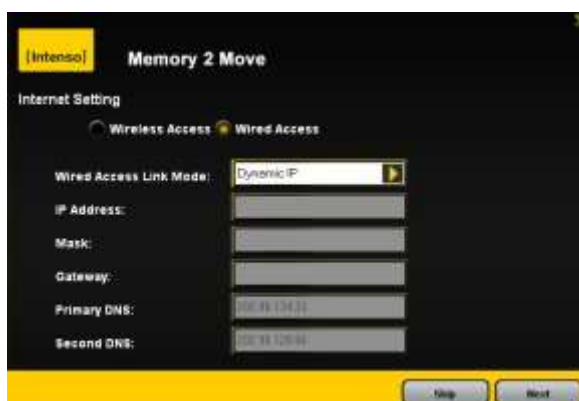 [Intenso]
Memory 2 Move
Internet Setting
Wireless Access Wired Access
Wired Access Link Mode: Dynamic IP
IP Address:
Mask:
Gateway:
Primary DNS:
Second DNS:
Skip Next